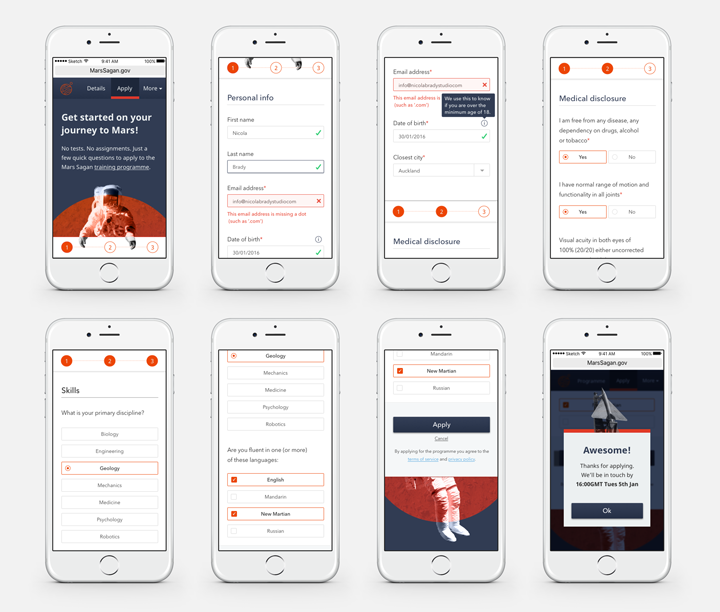 Sketch 9:41 AM 100%
MarsSagan.gov
Details Apply More
Get started on your
journey to Mars!
No tests. No assignments. Just a
few quick questions to apply to the
Mars Sagan training programme.
1 2 3
1 2 3
Personal info
First name
Nicola
Last name
Brady
Email address*
info@nicolabradystudiocom
This email address is missing a dot
(such as '.com')
Date of birth*
30/01/2016
Email address*
info@nicolabradystudiocom
This email address is
(such as '.com')
We use this to know
if you are over the
minimum age of 18.
Date of birth*
30/01/2016
Closest city*
Auckland
1 2 3
Medical disclosure
1 2 3
Medical disclosure
I am free from any disease, any
dependency on drugs, alcohol
or tobacco*
Yes No
I have normal range of motion and
functionality in all joints*
Yes No
Visual acuity in both eyes of
100% (20/20) either uncorrected
1 2 3
Skills
What is your primary discipline?
Biology
Engineering
Geology
Mechanics
Medicine
Psychology
Robotics
Geology
Mechanics
Medicine
Psychology
Robotics
Are you fluent in one (or more)
of these languages:
English
Mandarin
New Martian
Russian
Mandarin
New Martian
Russian
Apply
Cancel
By applying for the programme you agree to the
terms of service and privacy policy.
Sketch 9:41 AM 100%
MarsSagan.gov
Programme Apply More
Awesome!
Thanks for applying.
We'll be in touch by
16:00GMT Tues 5th Jan
Ok